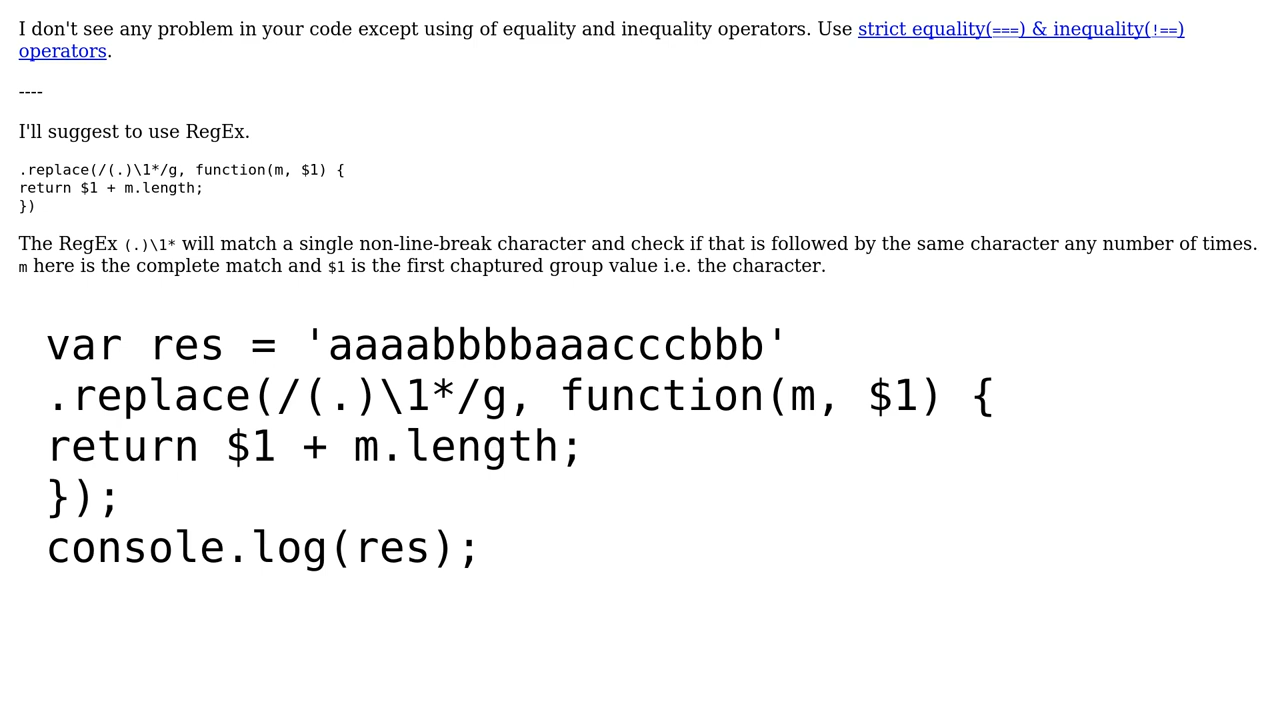 I don't see any problem in your code except using of equality and inequality operators. Use strict equality(===) & inequality(!==)
operators.
----
I'll suggest to use RegEx.
.replace(/(.)\1*/g, function(m, $1) {
return $1 + m.length;
})
The RegEx (.)\1* will match a single non-line-break character and check if that is followed by the same character any number of times.
m here is the complete match and $1 is the first chaptured group value i.e. the character.
var res = 'aaaabbbbaaacccbbb'
.replace(/(.)\1*/g, function(m, $1) {
return $1 + m.length;
});
console.log(res);